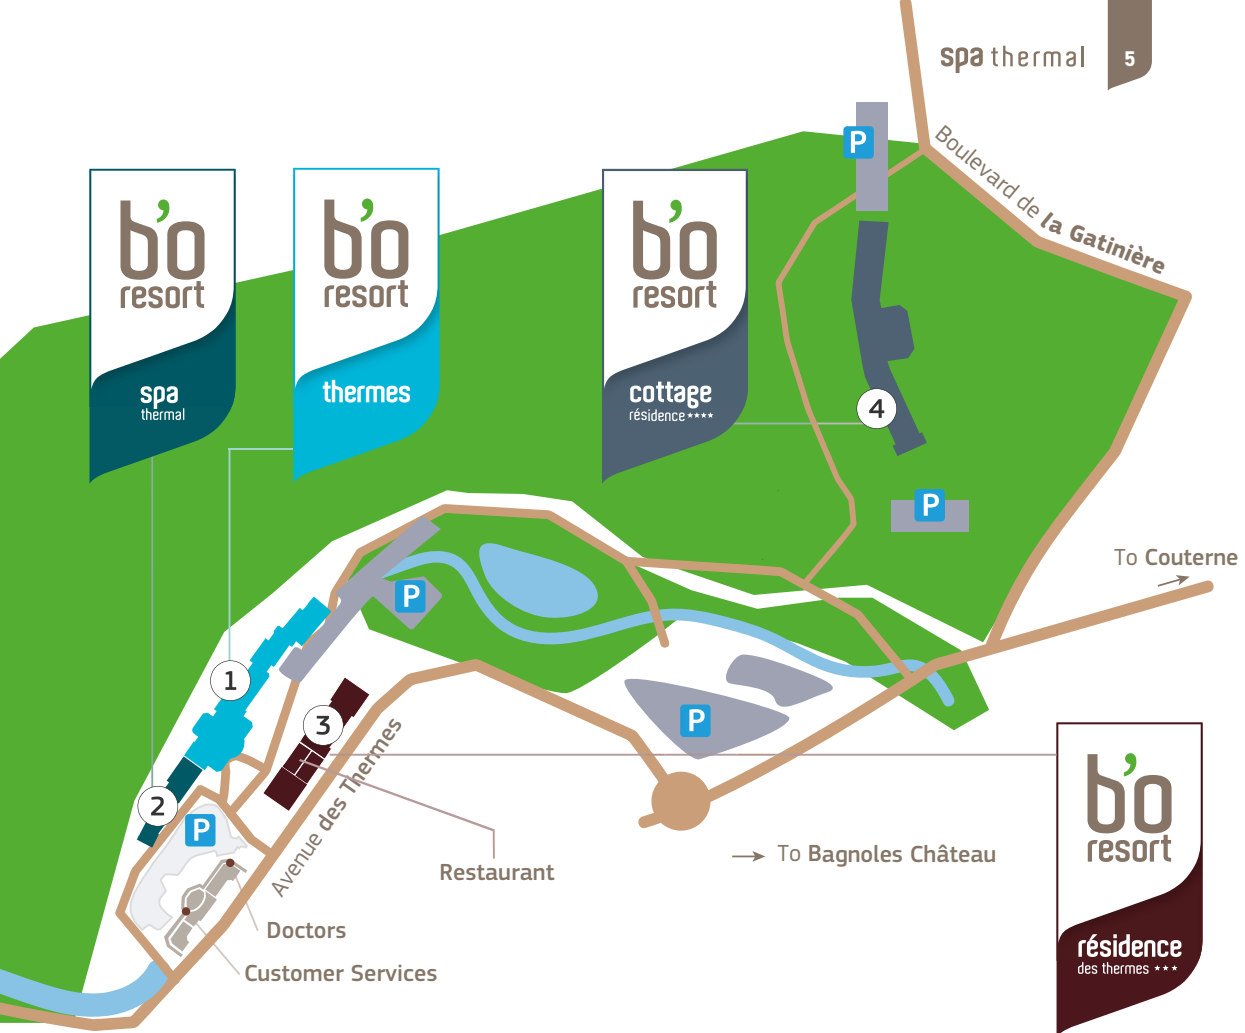 spa thermal
5
P
Boulevard de la Gatinière
b'o
resort
spa
thermal
b'o
resort
thermes
b'o
resort
cottage
résidence ★★★★
4
P
To Couterne
P
1
3
P
2
P
Avenue des Thermes
b'o
resort
résidence
des thermes ★★★
To Bagnoles Château
Restaurant
Doctors
Customer Services